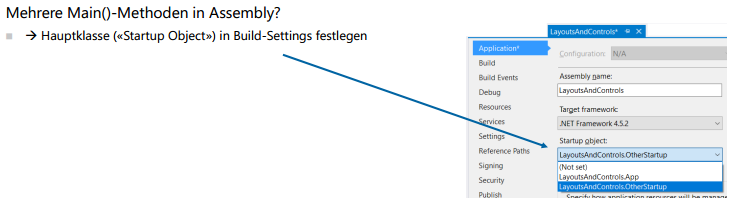 Mehrere Main()-Methoden in Assembly?
→ Hauptklasse («Startup Object») in Build-Settings festlegen
LayoutsAndControls*
Application*
Build
Build Events
Debug
Resources
Services
Settings
Reference Paths
Signing
Security
Publish
Configuration: N/A
Assembly name:
LayoutsAndControls
Target framework:
.NET Framework 4.5.2
Startup object:
LayoutsAndControls.OtherStartup
(Not set)
LayoutsAndControls.App
LayoutsAndControls.OtherStartup
Specify how application resources will be mana